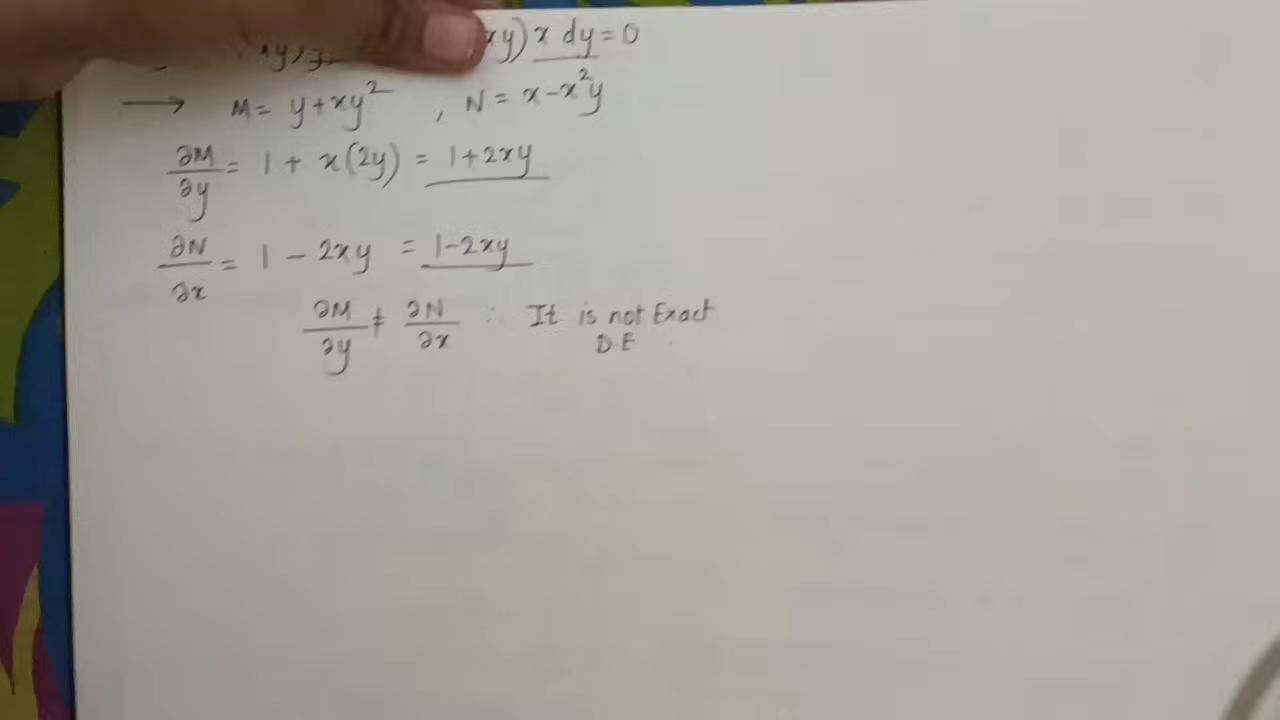 xy) x dy = 0
→ M = y + xy² , N = x - x²y
∂M/∂y = 1 + x(2y) = 1+2xy
∂N/∂x = 1 - 2xy = 1-2xy
∂M/∂y ≠ ∂N/∂x ∴ It is not Exact
D.E